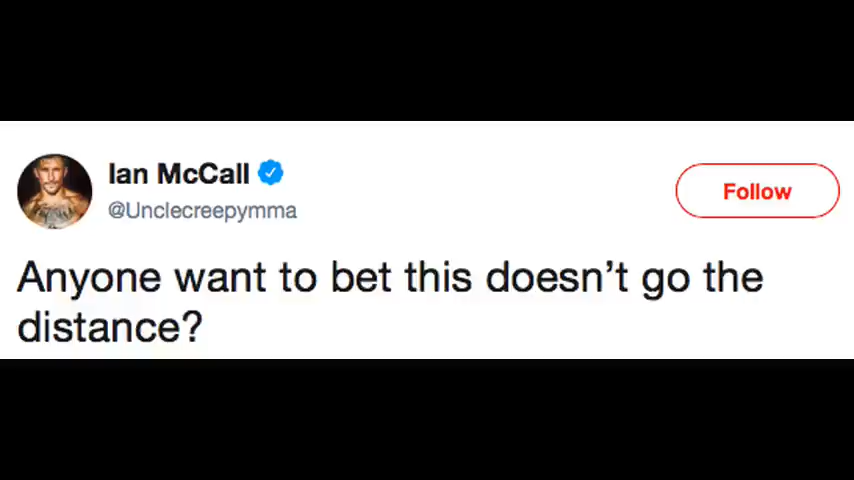 Ian McCall
@Unclecreepymma
Follow
Anyone want to bet this doesn’t go the
distance?